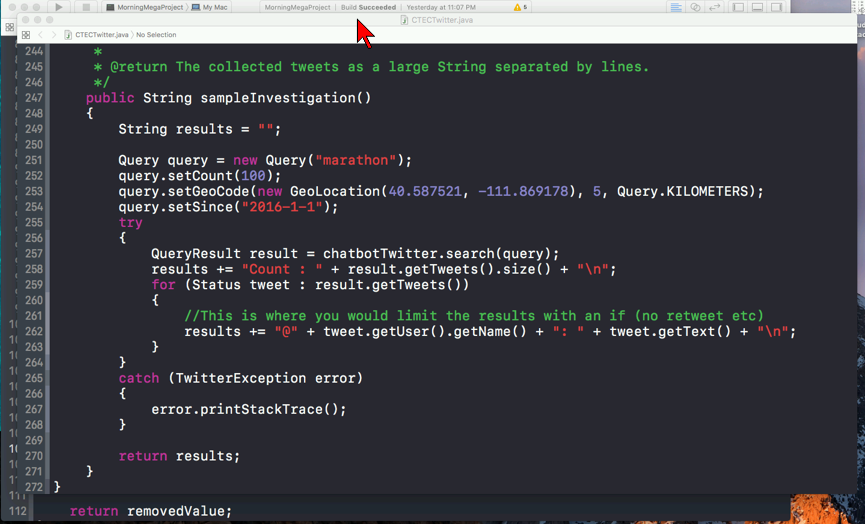 MorningMegaProject 〉 My Mac
MorningMegaProject | Build Succeeded | Yesterday at 11:07 PM
5
CTECTwitter.java
CTECTwitter.java 〉 No Selection
244 *
245 * @return The collected tweets as a large String separated by lines.
246 */
247 public String sampleInvestigation()
248 {
249 String results = "";
250
251 Query query = new Query("marathon");
252 query.setCount(100);
253 query.setGeoCode(new GeoLocation(40.587521, -111.869178), 5, Query.KILOMETERS);
254 query.setSince("2016-1-1");
255 try
256 {
257 QueryResult result = chatbotTwitter.search(query);
258 results += "Count : " + result.getTweets().size() + "\n";
259 for (Status tweet : result.getTweets())
260 {
261 //This is where you would limit the results with an if (no retweet etc)
262 results += "@" + tweet.getUser().getName() + ": " + tweet.getText() + "\n";
263 }
264 }
265 catch (TwitterException error)
266 {
267 error.printStackTrace();
268 }
269
270 return results;
271 }
272 }
112 return removedValue;